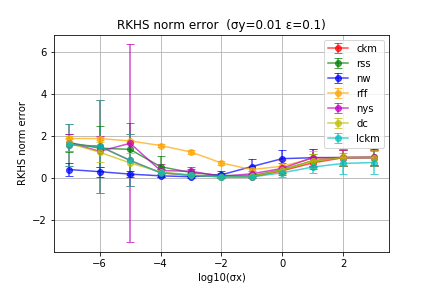 RKHS norm error (σy=0.01 ε=0.1)
6
4
2
0
−2
RKHS norm error
−6
−4
−2
0
2
log10(σx)
ckm
rss
nw
rff
nys
dc
lckm